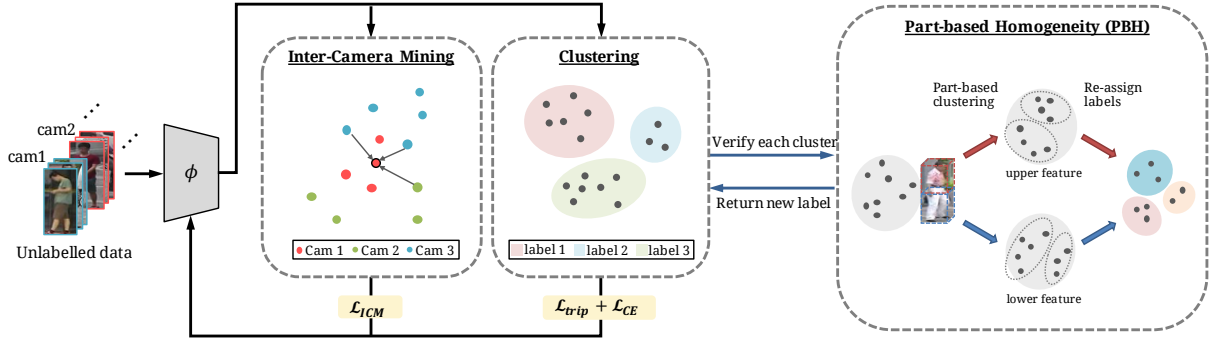 Part-based Homogeneity (PBH)
Inter-Camera Mining
Clustering
Part-based
clustering
Re-assign
labels
cam2
cam1
Verify each cluster
ϕ
upper feature
Return new label
Unlabelled data
Cam 1 Cam 2 Cam 3
label 1 label 2 label 3
lower feature
ℒ_ICM
ℒ_trip + ℒ_CE